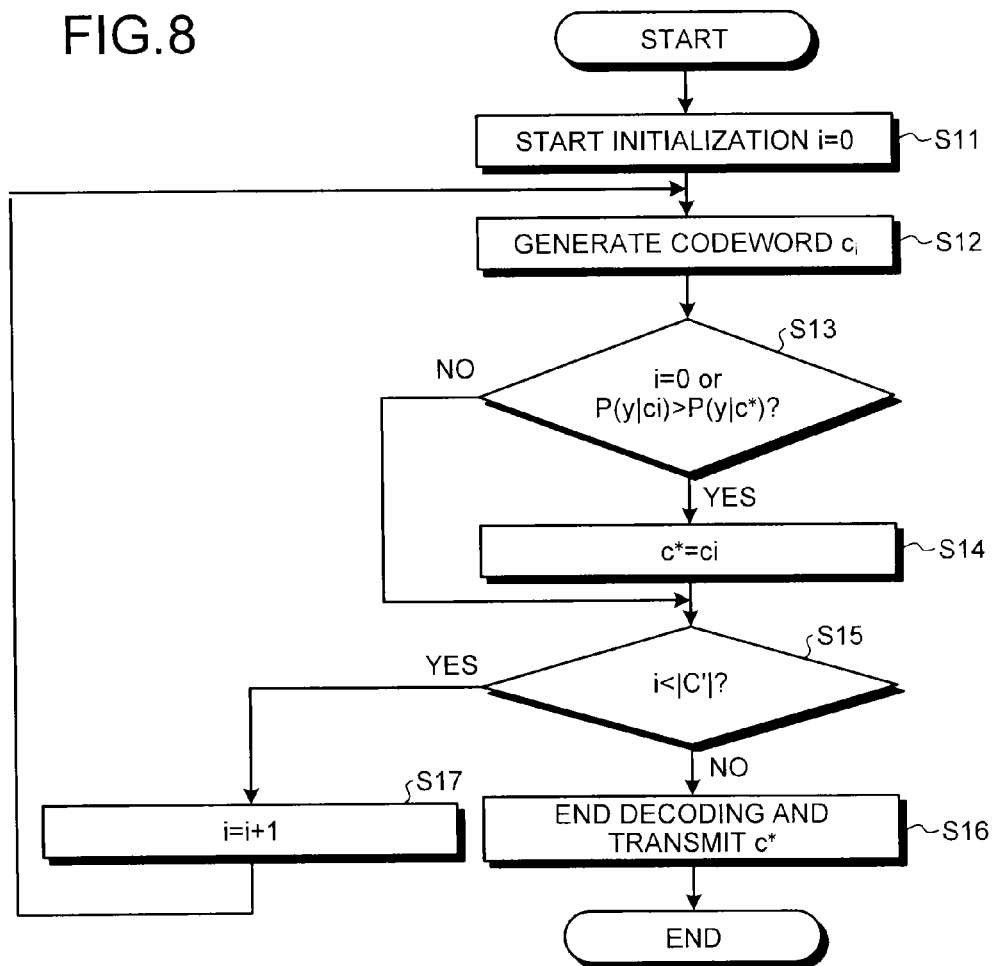 FIG.8
START
START INITIALIZATION i=0
S11
GENERATE CODEWORD ci
S12
S13
NO
i=0 or
P(y|ci)>P(y|c*)?
YES
c*=ci
S14
S15
YES
i<|C'|?
NO
S17
i=i+1
END DECODING AND
TRANSMIT c*
S16
END